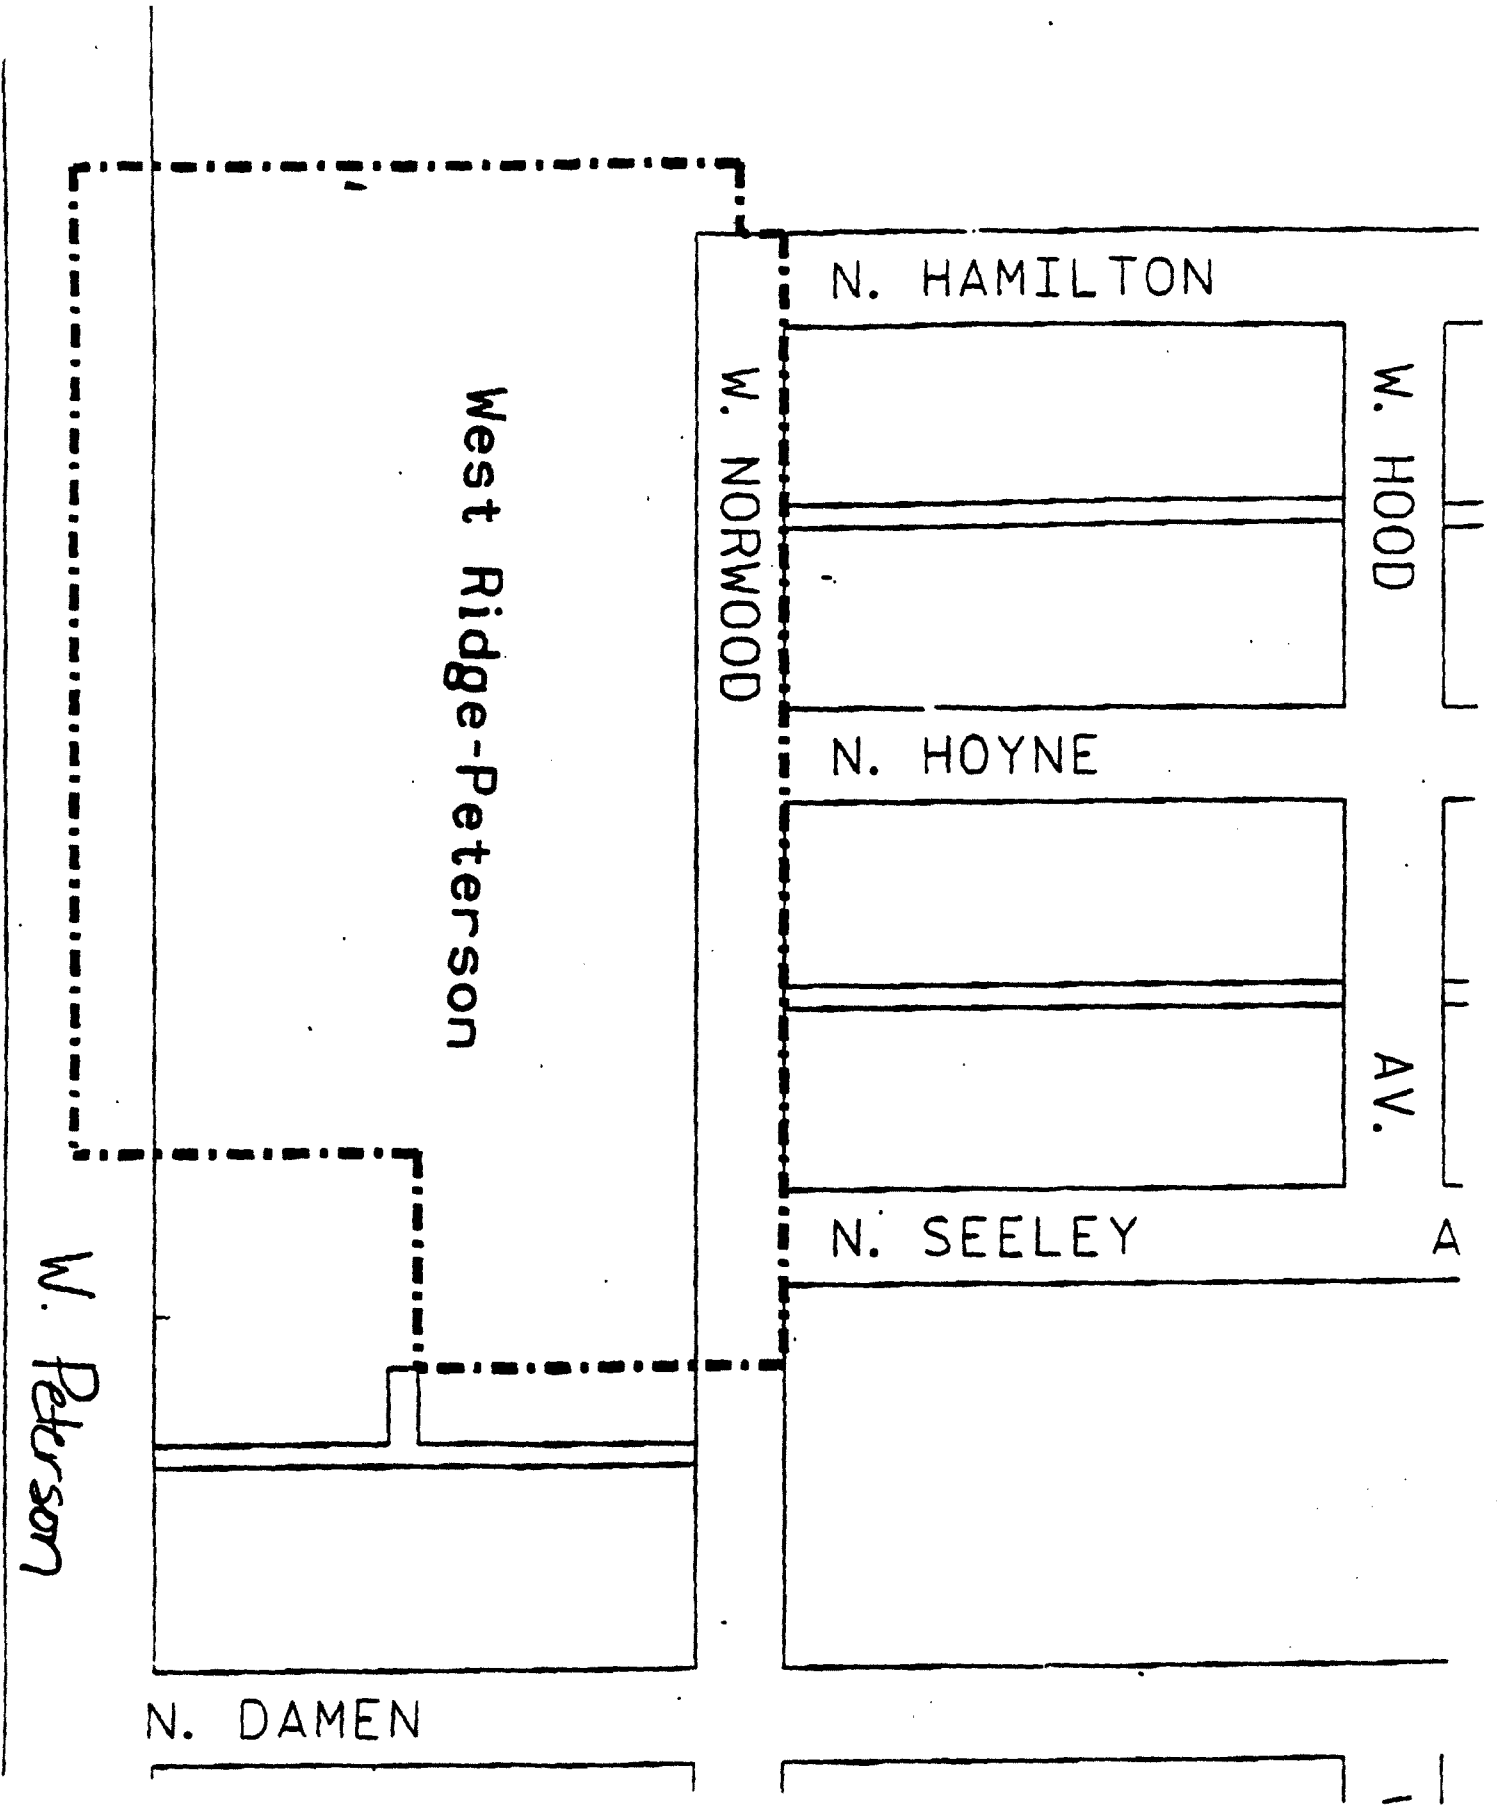 N. HAMILTON
W. HOOD AV.
W. NORWOOD
West Ridge-Peterson
N. HOYNE
N. SEELEY A
W. Peterson
N. DAMEN